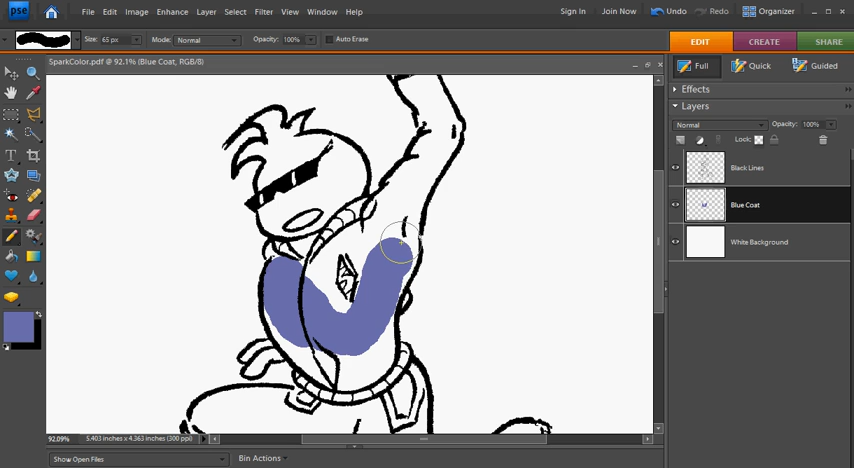 pse File Edit Image Enhance Layer Select Filter View Window Help Sign In Join Now Undo Redo Organizer
Size: 65 px Mode: Normal Opacity: 100% Auto Erase EDIT CREATE SHARE
SparkColor.pdf @ 92.1% (Blue Coat, RGB/8)
Full Quick Guided
Effects
Layers
Normal Opacity: 100%
Lock:
Black Lines
Blue Coat
White Background
T
92.09% 5.403 inches x 4.363 inches (300 ppi)
Show Open Files Bin Actions